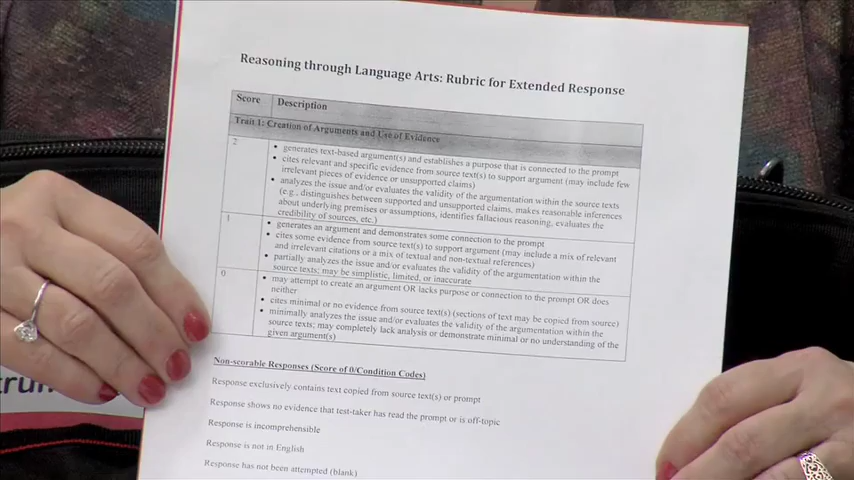 Reasoning through Language Arts: Rubric for Extended Response
Score Description
Trait 1: Creation of Arguments and Use of Evidence
2
• generates text-based argument(s) and establishes a purpose that is connected to the prompt
• cites relevant and specific evidence from source text(s) to support argument (may include few
irrelevant pieces of evidence or unsupported claims)
• analyzes the issue and/or evaluates the validity of the argumentation within the source texts
(e.g., distinguishes between supported and unsupported claims, makes reasonable inferences
about underlying premises or assumptions, identifies fallacious reasoning, evaluates the
credibility of sources, etc.)
1
• generates an argument and demonstrates some connection to the prompt
• cites some evidence from source text(s) to support argument (may include a mix of relevant
and irrelevant citations or a mix of textual and non-textual references)
• partially analyzes the issue and/or evaluates the validity of the argumentation within the
source texts; may be simplistic, limited, or inaccurate
0
• may attempt to create an argument OR lacks purpose or connection to the prompt OR does
neither
• cites minimal or no evidence from source text(s) (sections of text may be copied from source)
• minimally analyzes the issue and/or evaluates the validity of the argumentation within the
source texts; may completely lack analysis or demonstrate minimal or no understanding of the
given argument(s)
Non-scorable Responses (Score of 0/Condition Codes)
Response exclusively contains text copied from source text(s) or prompt
Response shows no evidence that test-taker has read the prompt or is off-topic
Response is incomprehensible
Response is not in English
Response has not been attempted (blank)